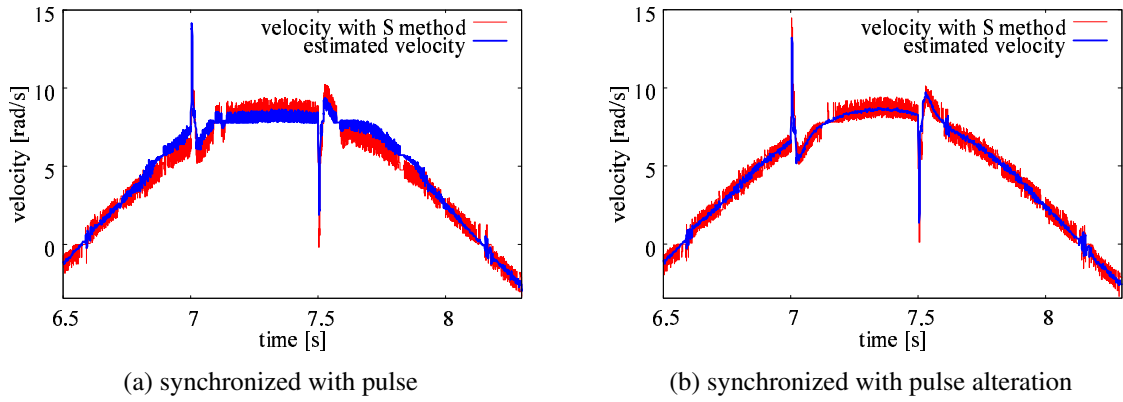 velocity with S method
estimated velocity
velocity [rad/s]
15
10
5
0
6.5 7 7.5 8
time [s]
(a) synchronized with pulse
velocity with S method
estimated velocity
velocity [rad/s]
15
10
5
0
6.5 7 7.5 8
time [s]
(b) synchronized with pulse alteration